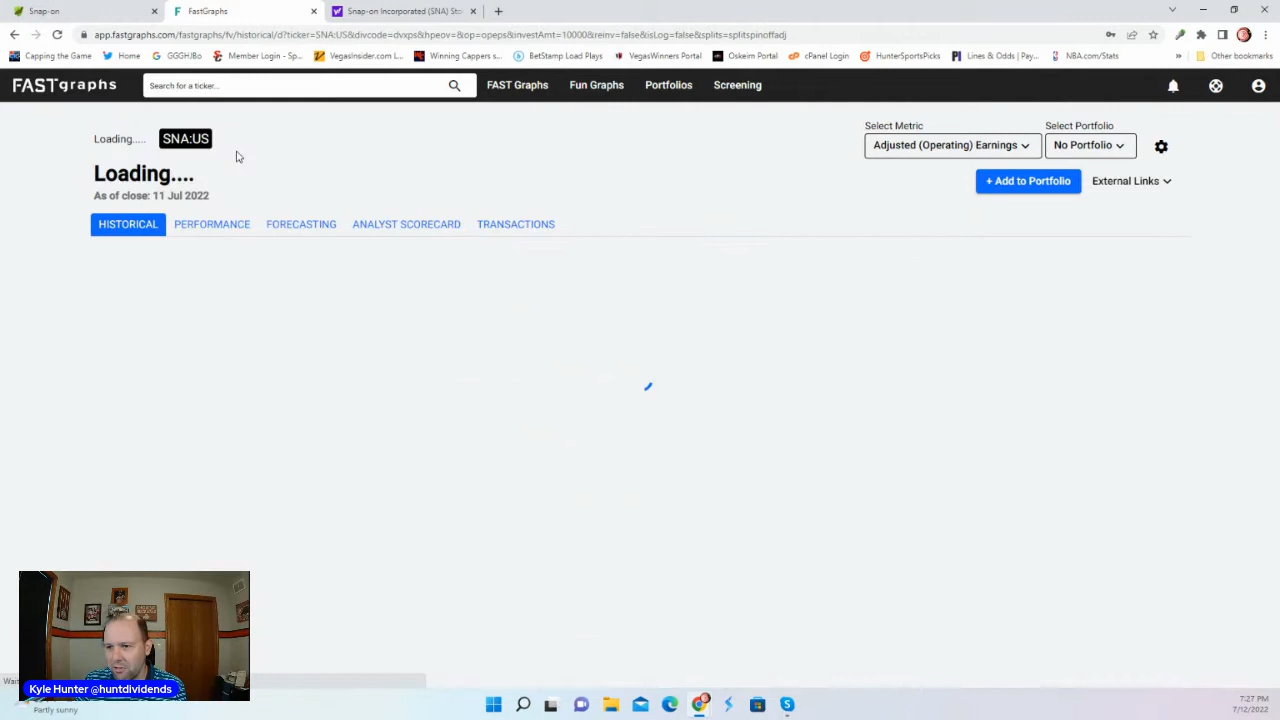 Snap-on
FastGraphs
Snap-on Incorporated (SNA) Sto
app.fastgraphs.com/fastgraphs/fv/historical/d?ticker=SNA:US&divcode=dvxps&hpeov=&op=opeps&investAmt=10000&reinv=false&isLog=false&splits=splitspinoffadj
Capping the Game
Home
GGGH/Bo
Member Login - Sp...
VegasInsider.com L...
Winning Cappers s...
BetStamp Load Plays
VegasWinners Portal
Oskeim Portal
cPanel Login
HunterSportsPicks
Lines & Odds | Pay...
NBA.com/Stats
»
Other bookmarks
FAST graphs
Search for a ticker...
FAST Graphs
Fun Graphs
Portfolios
Screening
Loading.....
SNA:US
Select Metric
Select Portfolio
Adjusted (Operating) Earnings
No Portfolio
Loading....
+ Add to Portfolio
External Links
As of close: 11 Jul 2022
HISTORICAL
PERFORMANCE
FORECASTING
ANALYST SCORECARD
TRANSACTIONS
Kyle Hunter @huntdividends
Partly sunny
7:27 PM
7/12/2022